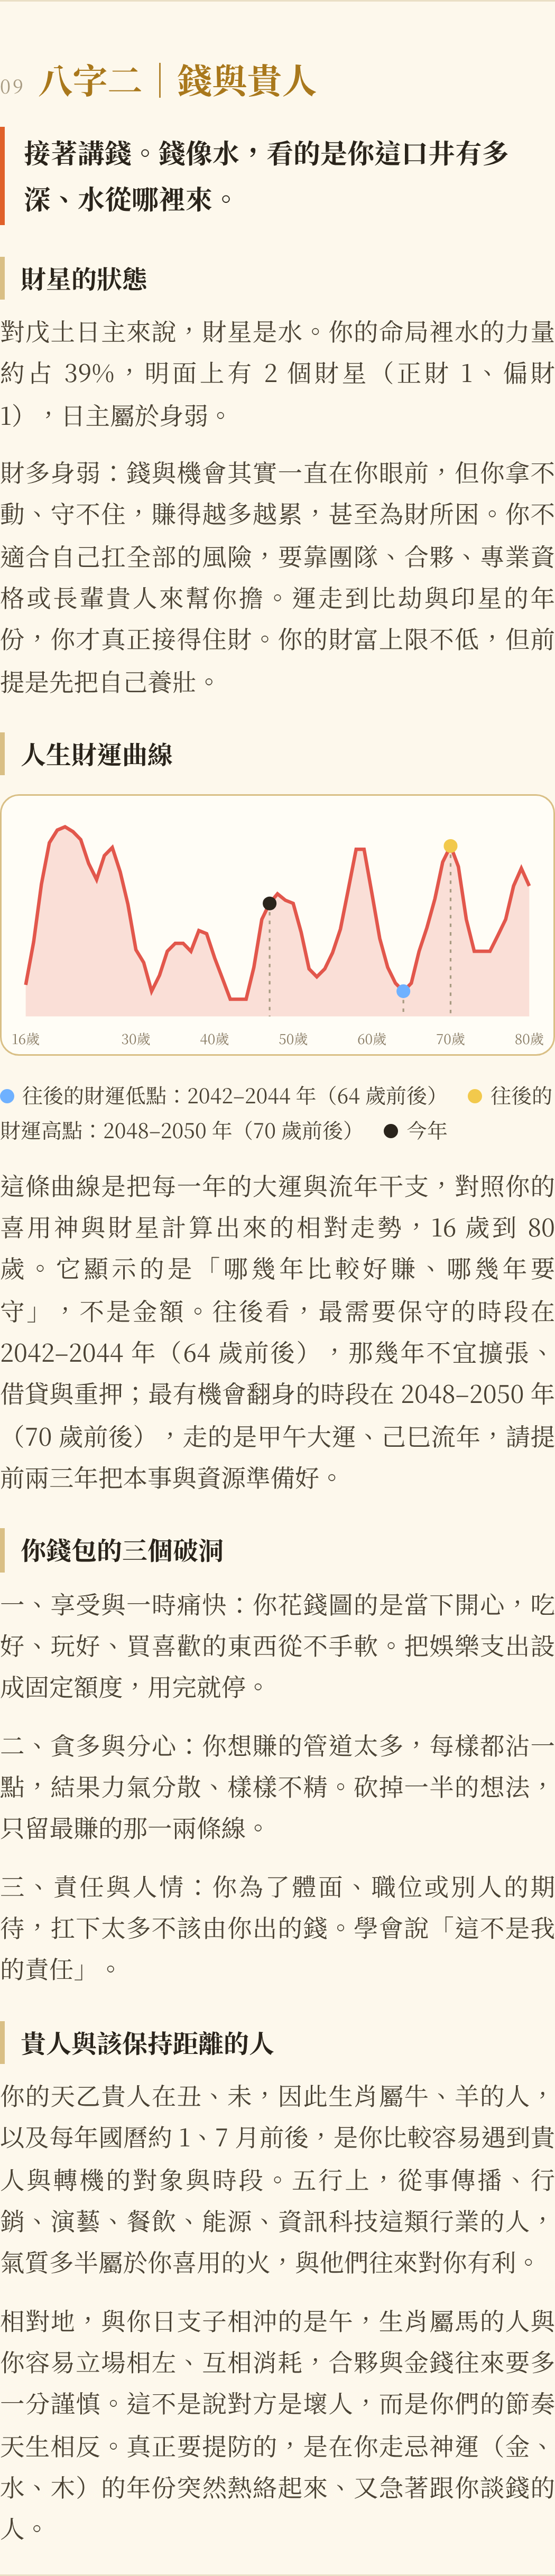 09 八字二｜錢與貴人
接著講錢。錢像水，看的是你這口井有多
深、水從哪裡來。
財星的狀態
對戊土日主來說，財星是水。你的命局裡水的力量
約占 39%，明面上有 2 個財星（正財 1、偏財
1），日主屬於身弱。
財多身弱：錢與機會其實一直在你眼前，但你拿不
動、守不住，賺得越多越累，甚至為財所困。你不
適合自己扛全部的風險，要靠團隊、合夥、專業資
格或長輩貴人來幫你擔。運走到比劫與印星的年
份，你才真正接得住財。你的財富上限不低，但前
提是先把自己養壯。
人生財運曲線
16歲 30歲 40歲 50歲 60歲 70歲 80歲
往後的財運低點：2042–2044 年（64 歲前後） 往後的
財運高點：2048–2050 年（70 歲前後） 今年
這條曲線是把每一年的大運與流年干支，對照你的
喜用神與財星計算出來的相對走勢，16 歲到 80
歲。它顯示的是「哪幾年比較好賺、哪幾年要
守」，不是金額。往後看，最需要保守的時段在
2042–2044 年（64 歲前後），那幾年不宜擴張、
借貸與重押；最有機會翻身的時段在 2048–2050 年
（70 歲前後），走的是甲午大運、己巳流年，請提
前兩三年把本事與資源準備好。
你錢包的三個破洞
一、享受與一時痛快：你花錢圖的是當下開心，吃
好、玩好、買喜歡的東西從不手軟。把娛樂支出設
成固定額度，用完就停。
二、貪多與分心：你想賺的管道太多，每樣都沾一
點，結果力氣分散、樣樣不精。砍掉一半的想法，
只留最賺的那一兩條線。
三、責任與人情：你為了體面、職位或別人的期
待，扛下太多不該由你出的錢。學會說「這不是我
的責任」。
貴人與該保持距離的人
你的天乙貴人在丑、未，因此生肖屬牛、羊的人，
以及每年國曆約 1、7 月前後，是你比較容易遇到貴
人與轉機的對象與時段。五行上，從事傳播、行
銷、演藝、餐飲、能源、資訊科技這類行業的人，
氣質多半屬於你喜用的火，與他們往來對你有利。
相對地，與你日支子相沖的是午，生肖屬馬的人與
你容易立場相左、互相消耗，合夥與金錢往來要多
一分謹慎。這不是說對方是壞人，而是你們的節奏
天生相反。真正要提防的，是在你走忌神運（金、
水、木）的年份突然熱絡起來、又急著跟你談錢的
人。